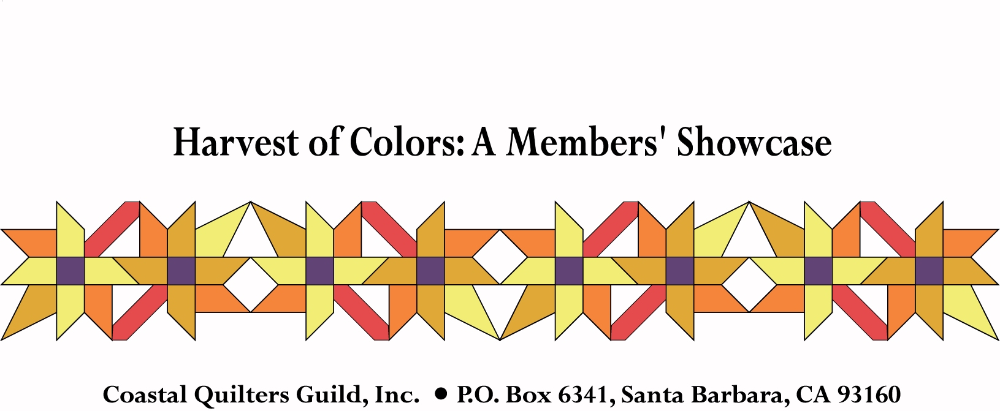 Harvest of Colors: A Members' Showcase
Coastal Quilters Guild, Inc. ● P.O. Box 6341, Santa Barbara, CA 93160